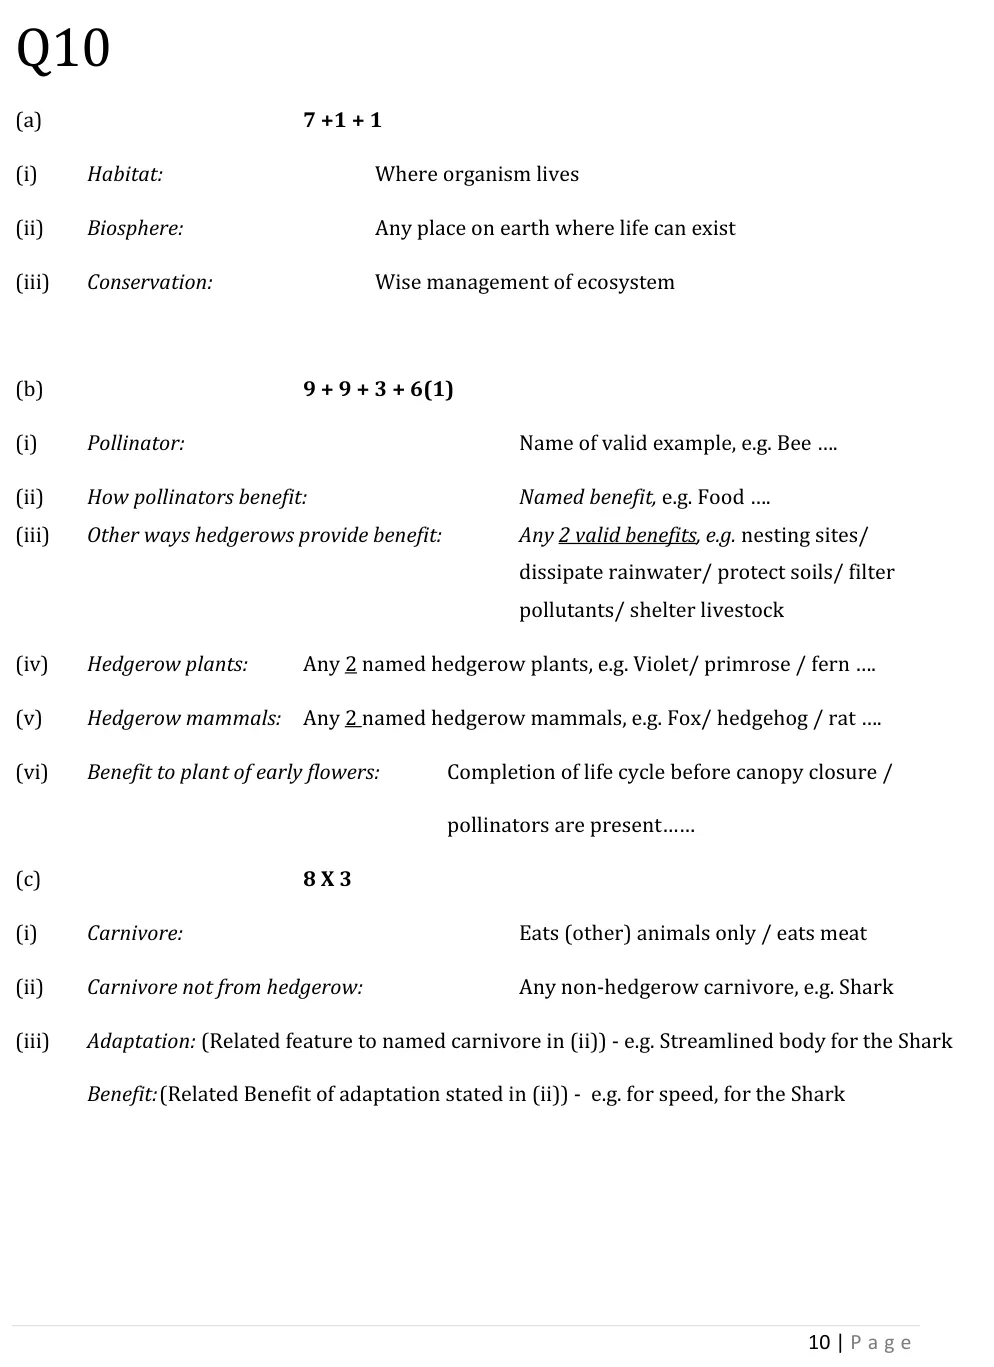 Q10
(a) 7 +1 + 1
(i) Habitat: Where organism lives
(ii) Biosphere: Any place on earth where life can exist
(iii) Conservation: Wise management of ecosystem
(b) 9 + 9 + 3 + 6(1)
(i) Pollinator: Name of valid example, e.g. Bee ….
(ii) How pollinators benefit: Named benefit, e.g. Food ….
(iii) Other ways hedgerows provide benefit: Any 2 valid benefits, e.g. nesting sites/
dissipate rainwater/ protect soils/ filter
pollutants/ shelter livestock
(iv) Hedgerow plants: Any 2 named hedgerow plants, e.g. Violet/ primrose / fern ….
(v) Hedgerow mammals: Any 2 named hedgerow mammals, e.g. Fox/ hedgehog / rat ….
(vi) Benefit to plant of early flowers: Completion of life cycle before canopy closure /
pollinators are present……
(c) 8 X 3
(i) Carnivore: Eats (other) animals only / eats meat
(ii) Carnivore not from hedgerow: Any non-hedgerow carnivore, e.g. Shark
(iii) Adaptation: (Related feature to named carnivore in (ii)) - e.g. Streamlined body for the Shark
Benefit:(Related Benefit of adaptation stated in (ii)) - e.g. for speed, for the Shark
10 | Page